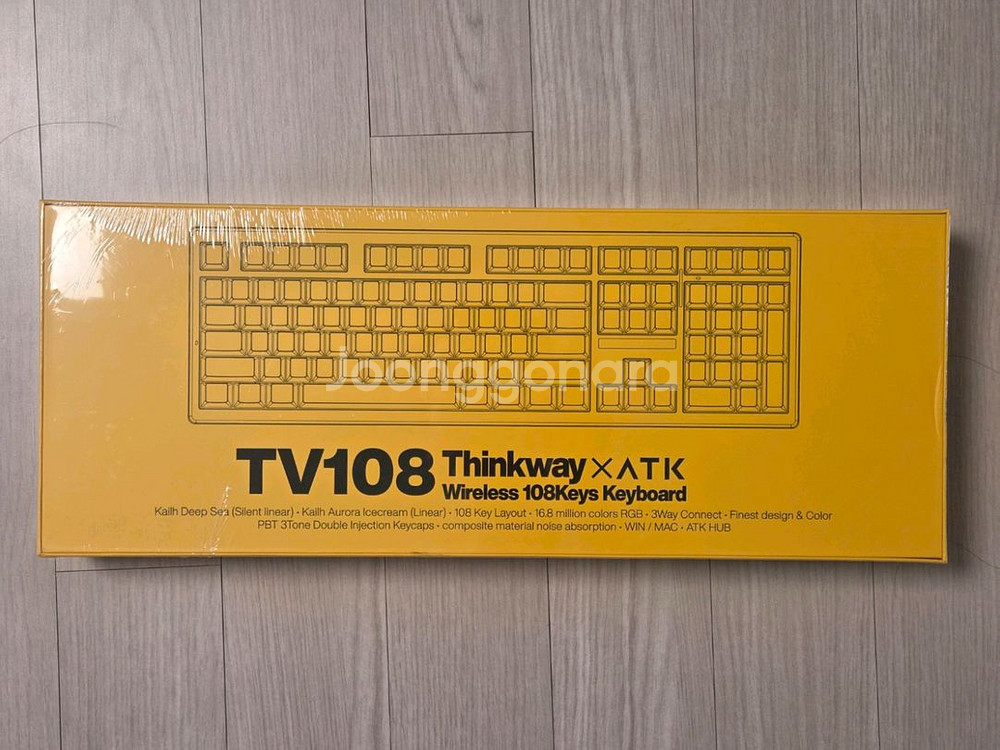 Joonggonara
TV108 Thinkway × ATK
Wireless 108Keys Keyboard
Kailh Deep Sea (Silent linear) • Kailh Aurora Icecream (Linear) • 108 Key Layout • 16.8 million colors RGB • 3Way Connect • Finest design & Color
PBT 3Tone Double Injection Keycaps • composite material noise absorption • WIN / MAC • ATK HUB